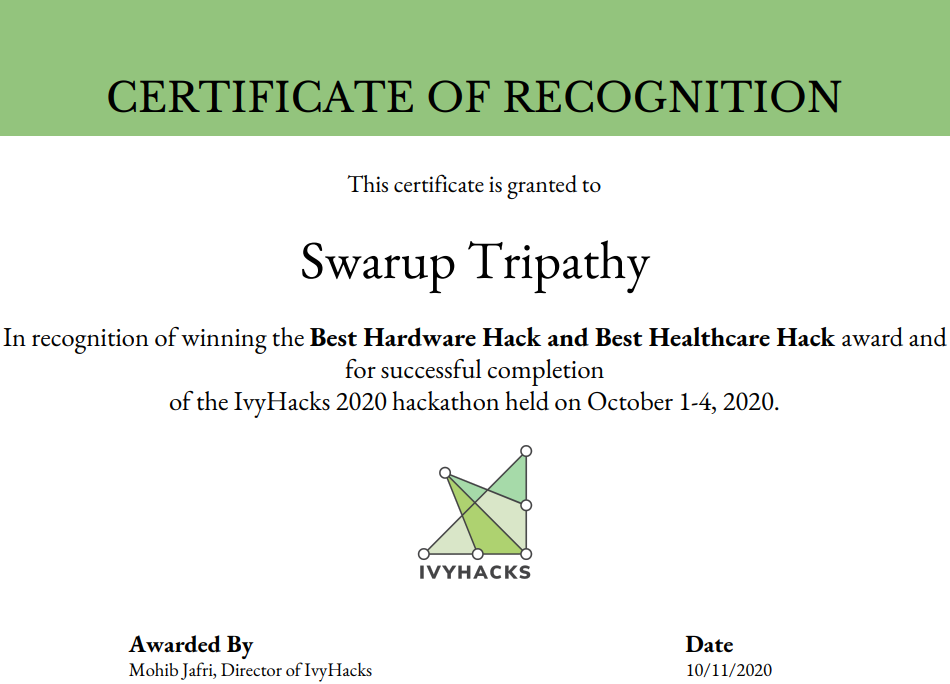 CERTIFICATE OF RECOGNITION
This certificate is granted to
Swarup Tripathy
In recognition of winning the Best Hardware Hack and Best Healthcare Hack award and
for successful completion
of the IvyHacks 2020 hackathon held on October 1-4, 2020.
IVYHACKS
Awarded By
Mohib Jafri, Director of IvyHacks
Date
10/11/2020